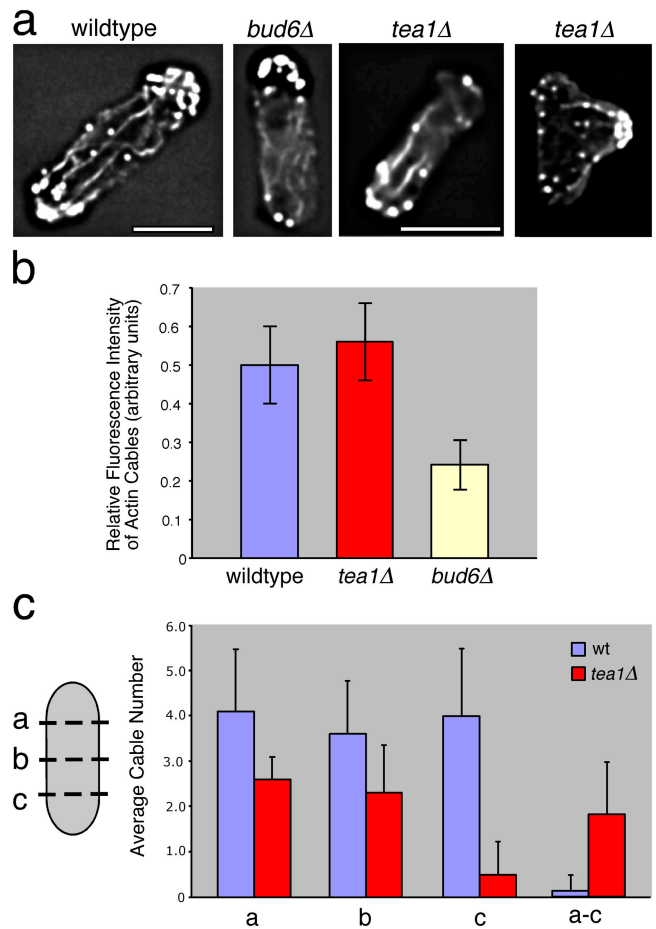 a
wildtype bud6Δ tea1Δ tea1Δ
b
Relative Fluorescence Intensity
of Actin Cables (arbitrary units)
0.7
0.6
0.5
0.4
0.3
0.2
0.1
0
wildtype tea1Δ bud6Δ
c
a
b
c
Average Cable Number
6.0
5.0
4.0
3.0
2.0
1.0
0
wt
tea1Δ
a b c a-c